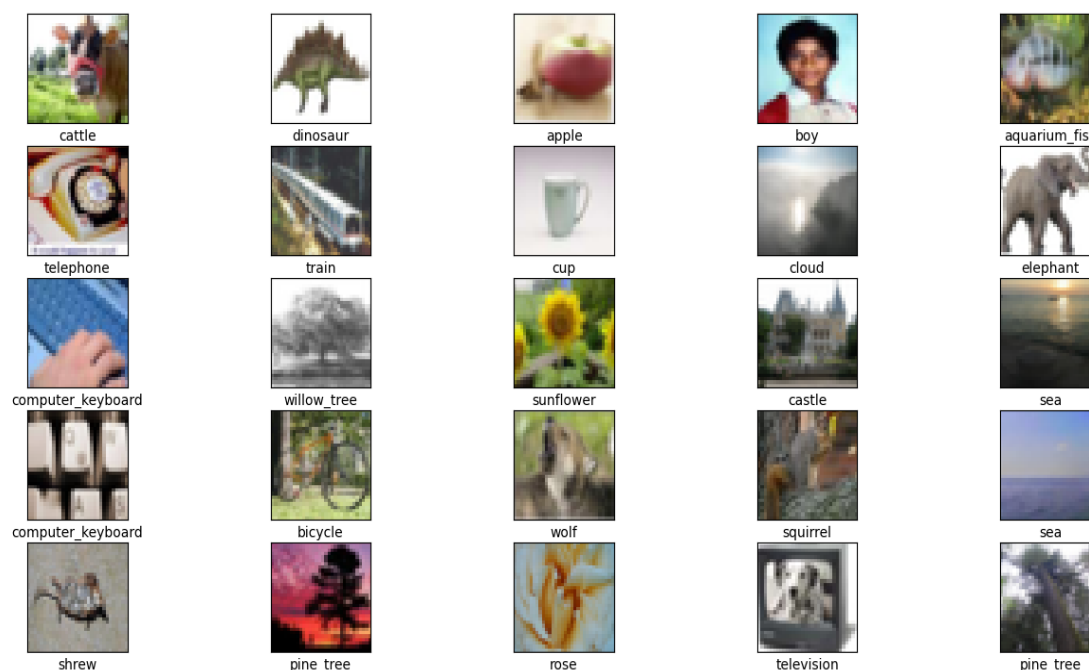 cattle
dinosaur
apple
boy
aquarium_fis
telephone
train
cup
cloud
elephant
computer_keyboard
willow_tree
sunflower
castle
sea
computer_keyboard
bicycle
wolf
squirrel
sea
shrew
pine_tree
rose
television
pine_tree